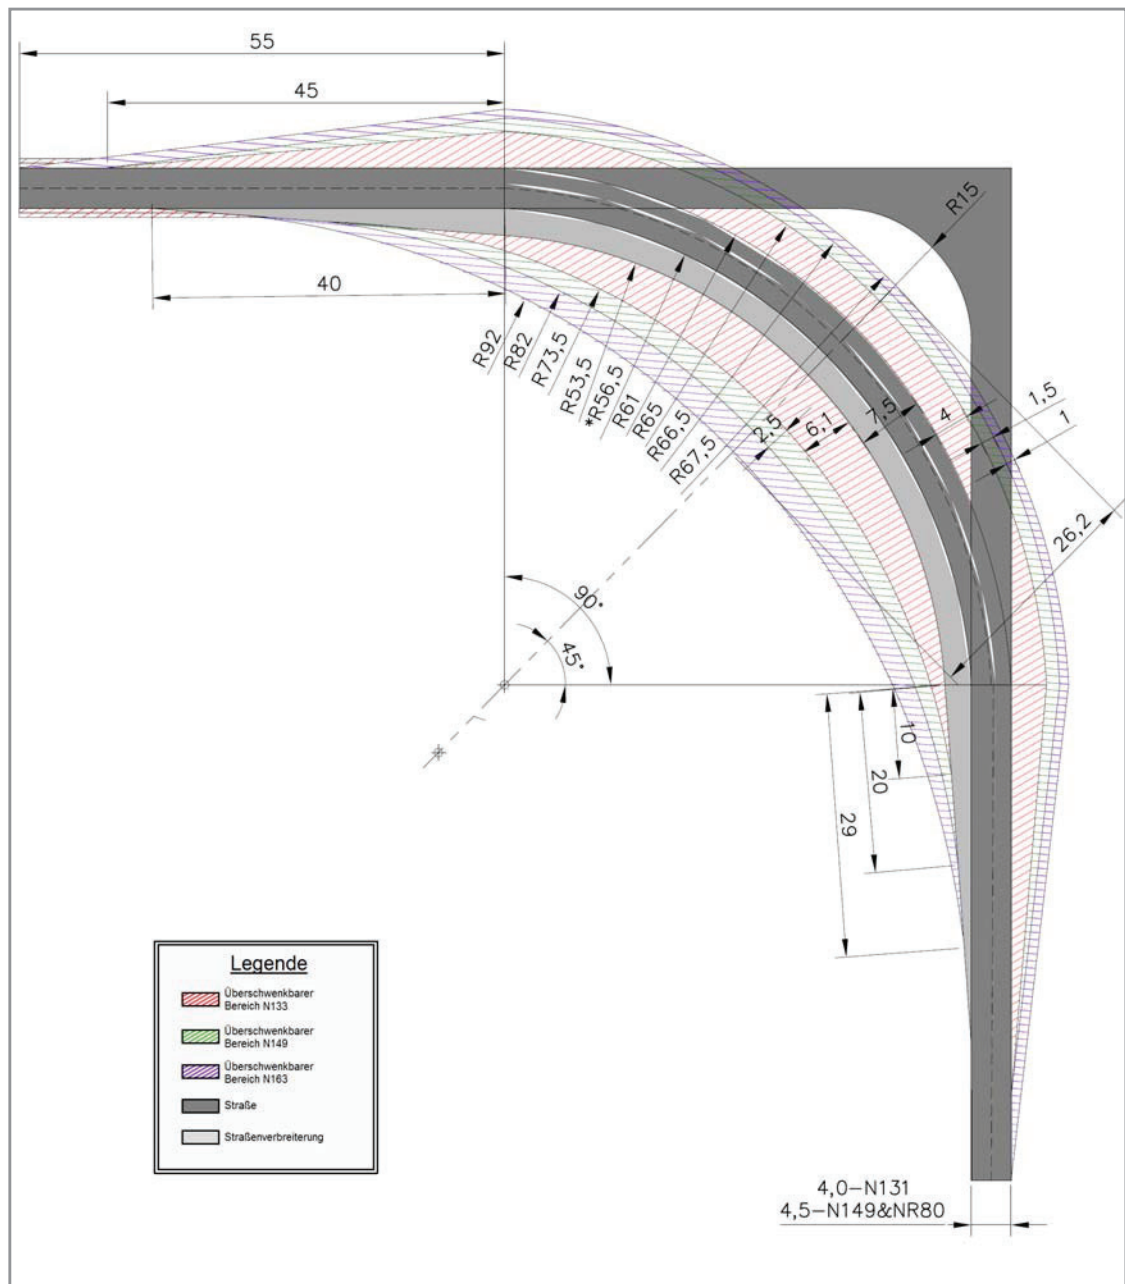 55
45
40
R15
R92
R82
R73,5
R53,5
*R56,5
R61
R65
R66,5
R67,5
2,5
6,1
7,5
4
1,5
1
26,2
90°
45°
10
20
29
Legende
Überschwenkbarer
Bereich N133
Überschwenkbarer
Bereich N149
Überschwenkbarer
Bereich N163
Straße
Straßenverbreiterung
4,0-N131
4,5-N149&NR80